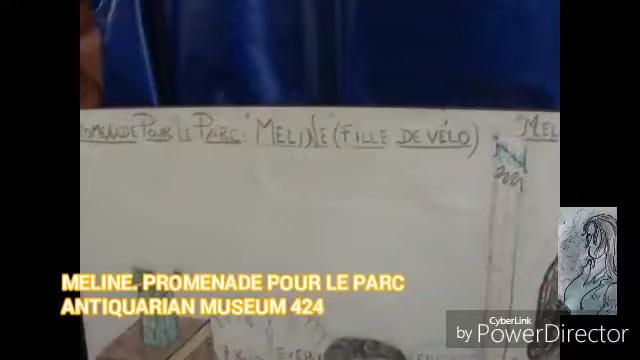 PROMENADE POUR LE PARC: "MELINE" (FILLE DE VÉLO) "MEL
MELINE. PROMENADE POUR LE PARC
ANTIQUARIAN MUSEUM 424
CyberLink
by PowerDirector